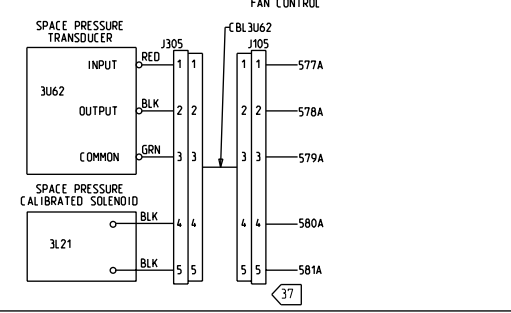 FAN CONTROL
SPACE PRESSURE
TRANSDUCER
CBL3U62
J305
J105
INPUT
RED
1 1
1 1
577A
3U62
OUTPUT
BLK
2 2
2 2
578A
COMMON
GRN
3 3
3 3
579A
SPACE PRESSURE
CALIBRATED SOLENOID
BLK
4 4
4 4
580A
3L21
BLK
5 5
5 5
581A
37